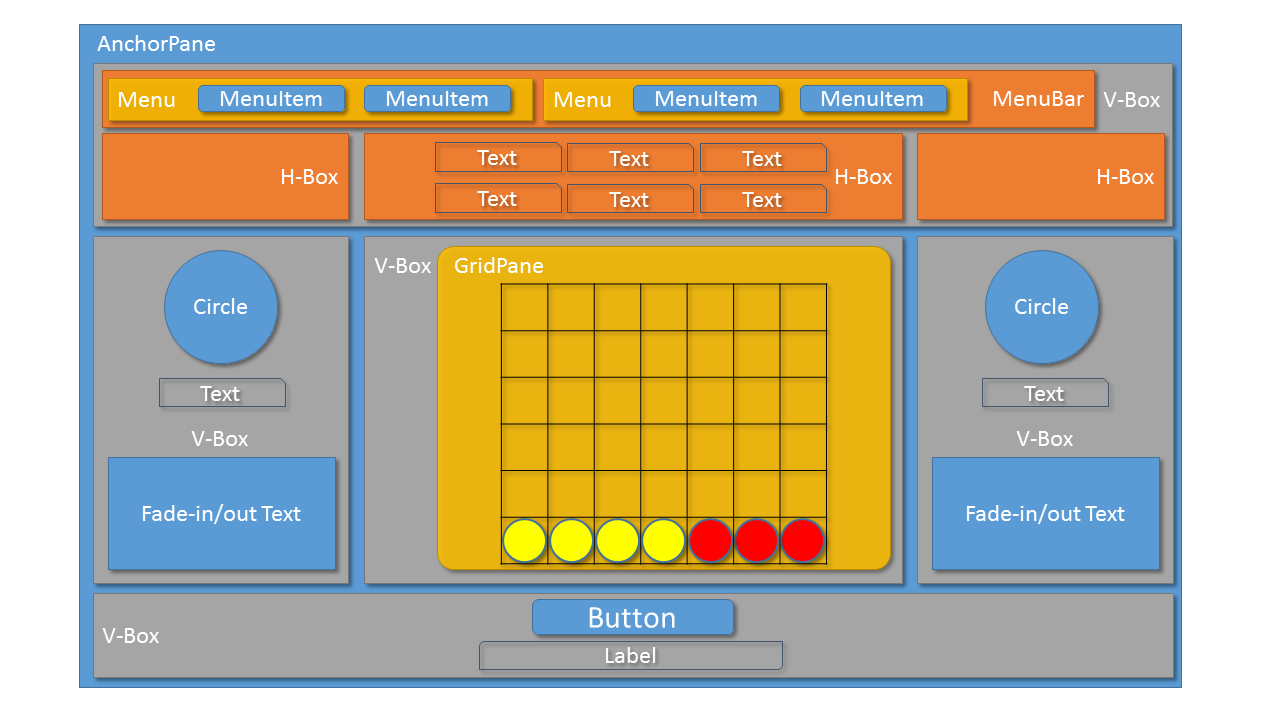 AnchorPane
Menu MenuItem MenuItem Menu MenuItem MenuItem MenuBar V-Box
H-Box
Text Text Text
H-Box
Text Text Text
H-Box
Circle
Text
V-Box
Fade-in/out Text
V-Box GridPane
Circle
Text
V-Box
Fade-in/out Text
V-Box
Button
Label